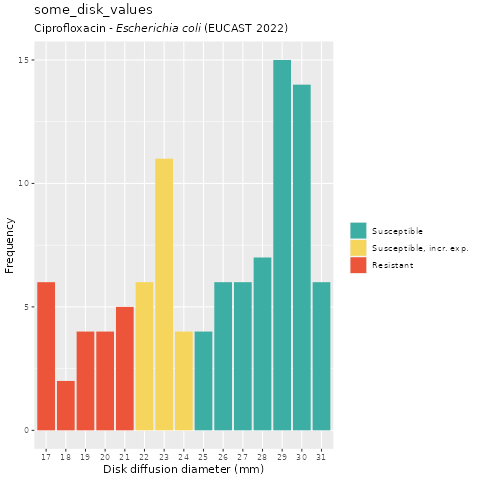 some_disk_values
Ciprofloxacin - Escherichia coli (EUCAST 2022)
15
10
5
0
Frequency
17 18 19 20 21 22 23 24 25 26 27 28 29 30 31
Disk diffusion diameter (mm)
Susceptible
Susceptible, incr. exp.
Resistant